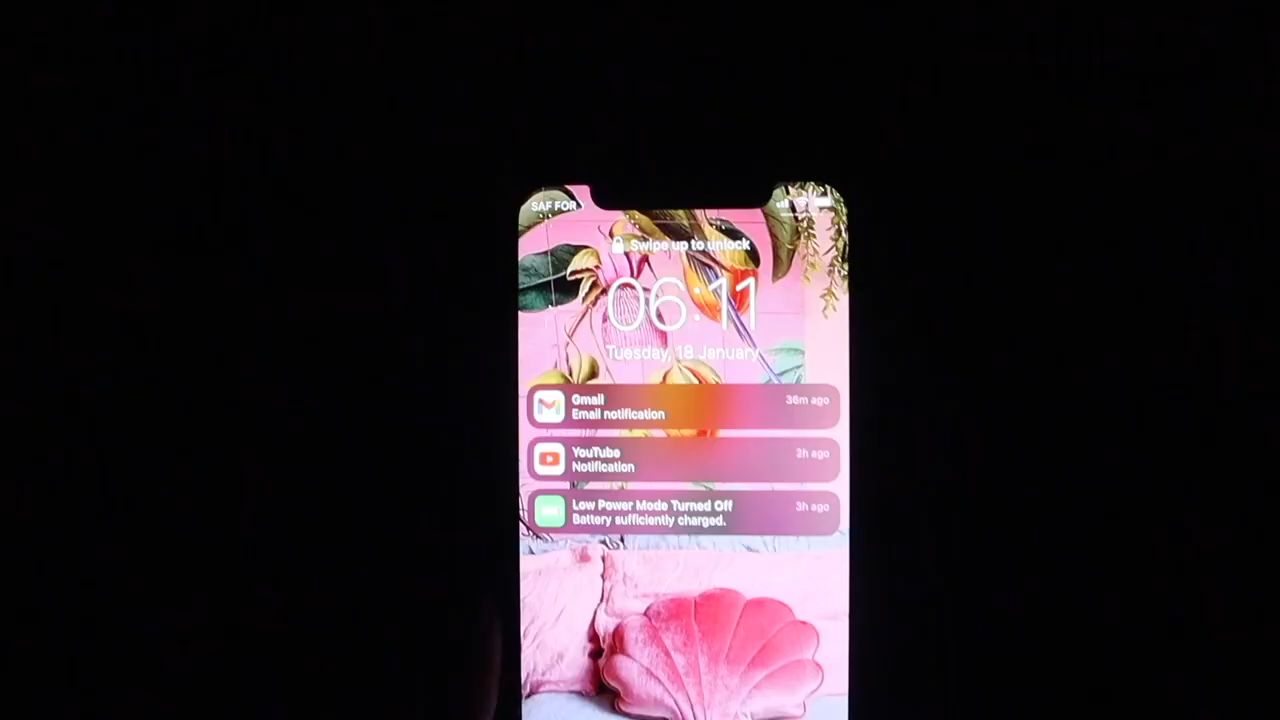 SAF FOR
Swipe up to unlock
06:11
Tuesday, 18 January
Gmail
36m ago
Email notification
YouTube
2h ago
Notification
Low Power Mode Turned Off
3h ago
Battery sufficiently charged.